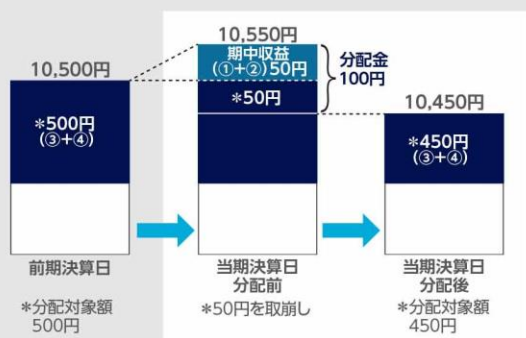 10,550円
期中収益
(①+②)50円
分配金
100円
10,500円
*50円
10,450円
*500円
(③+④)
*450円
(③+④)
前期決算日
当期決算日
分配前
当期決算日
分配後
*分配対象額
500円
*50円を取崩し
*分配対象額
450円